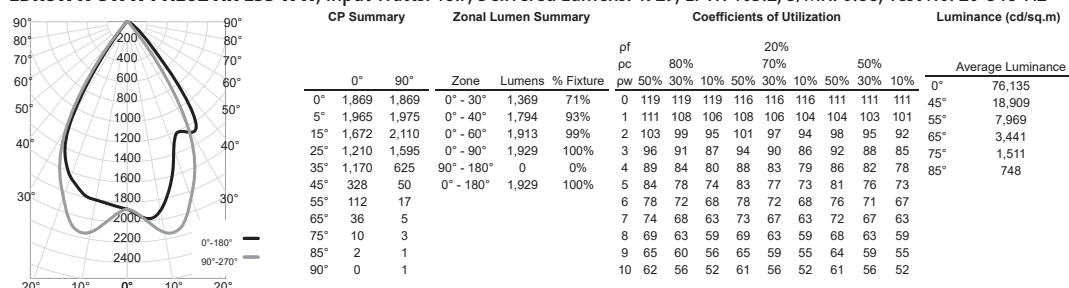 CP Summary
Zonal Lumen Summary
Coefficients of Utilization
Luminance (cd/sq.m)
90° 90°
80° 80°
70° 70°
60° 60°
50° 50°
40° 40°
30° 30°
20° 10° 0° 10° 20°
200
400
600
800
1000
1200
1400
1600
1800
2000
2200
2400
0°-180°
90°-270°
0° 90°
0° 1,869 1,869
5° 1,965 1,975
15° 1,672 2,110
25° 1,210 1,595
35° 1,170 625
45° 328 50
55° 112 17
65° 36 5
75° 10 3
85° 2 1
90° 0 1
Zone Lumens % Fixture
0° - 30° 1,369 71%
0° - 40° 1,794 93%
0° - 60° 1,913 99%
0° - 90° 1,929 100%
90° - 180° 0 0%
0° - 180° 1,929 100%
ρf 20%
ρc 80% 70% 50%
ρw 50% 30% 10% 50% 30% 10% 50% 30% 10%
0 119 119 119 116 116 116 111 111 111
1 111 108 106 108 106 104 104 103 101
2 103 99 95 101 97 94 98 95 92
3 96 91 87 94 90 86 92 88 85
4 89 84 80 88 83 79 86 82 78
5 84 78 74 83 77 73 81 76 73
6 78 72 68 78 72 68 76 71 67
7 74 68 63 73 67 63 72 67 63
8 69 63 59 69 63 59 68 63 59
9 65 60 56 65 59 55 64 59 55
10 62 56 52 61 56 52 61 56 52
Average Luminance
0° 76,135
45° 18,909
55° 7,969
65° 3,441
75° 1,511
85° 748